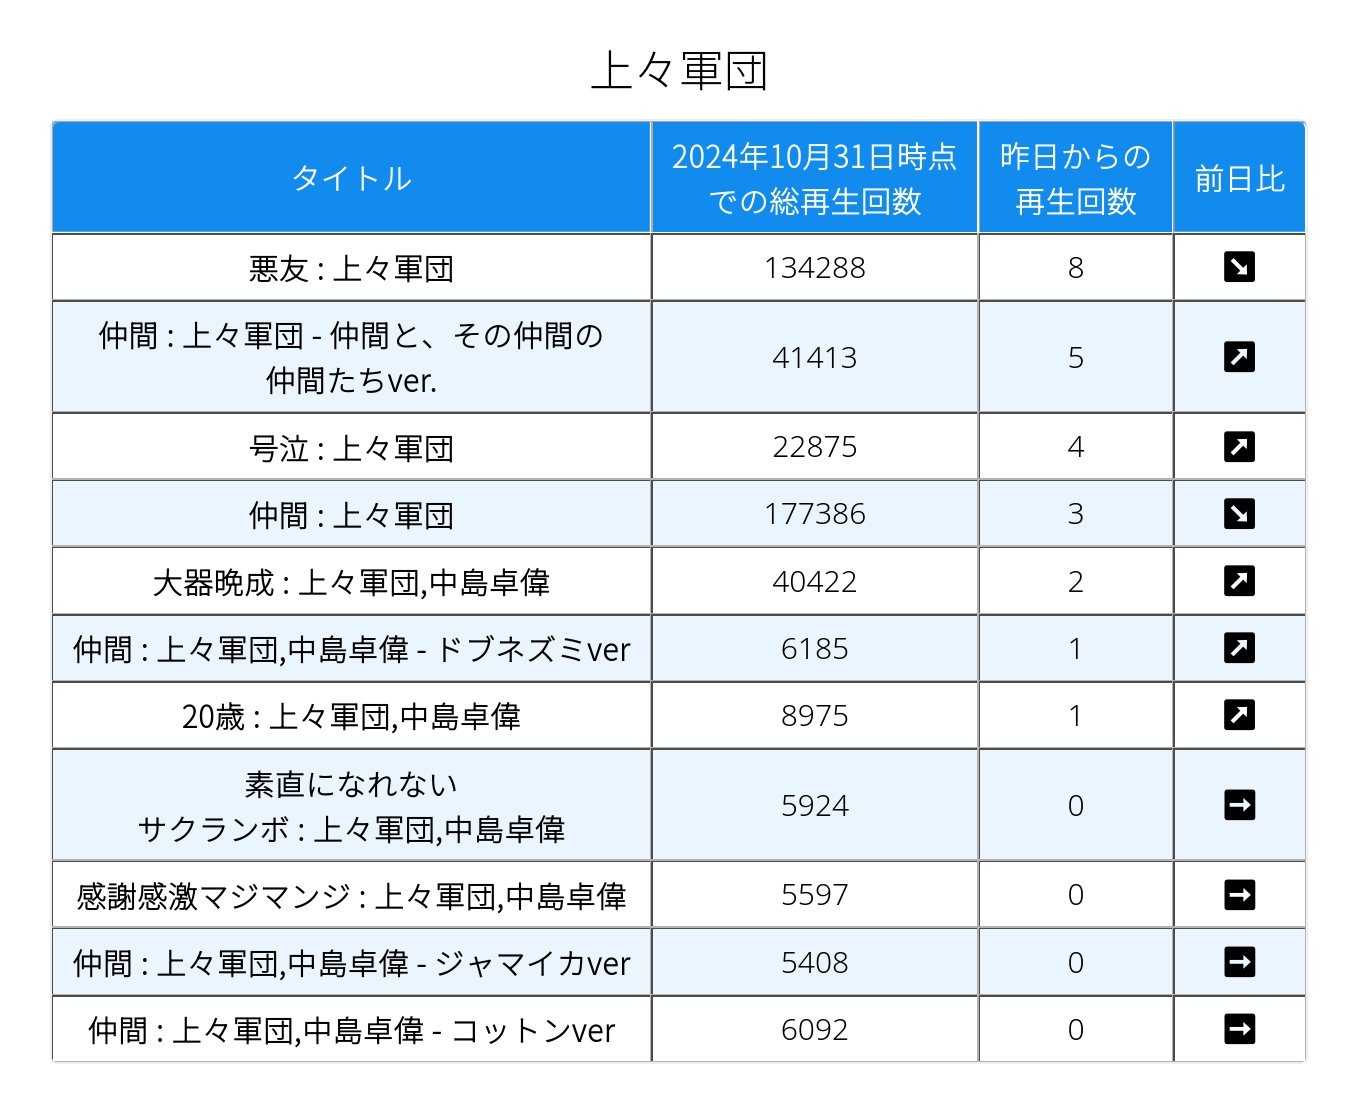 上々軍団
タイトル
2024年10月31日時点
での総再生回数
昨日からの
再生回数
前日比
悪友 : 上々軍団
134288
8
仲間 : 上々軍団 - 仲間と、その仲間の
仲間たちver.
41413
5
号泣 : 上々軍団
22875
4
仲間 : 上々軍団
177386
3
大器晩成 : 上々軍団,中島卓偉
40422
2
仲間 : 上々軍団,中島卓偉 - ドブネズミver
6185
1
20歳 : 上々軍団,中島卓偉
8975
1
素直になれない
サクランボ : 上々軍団,中島卓偉
5924
0
感謝感激マジマンジ : 上々軍団,中島卓偉
5597
0
仲間 : 上々軍団,中島卓偉 - ジャマイカver
5408
0
仲間 : 上々軍団,中島卓偉 - コットンver
6092
0